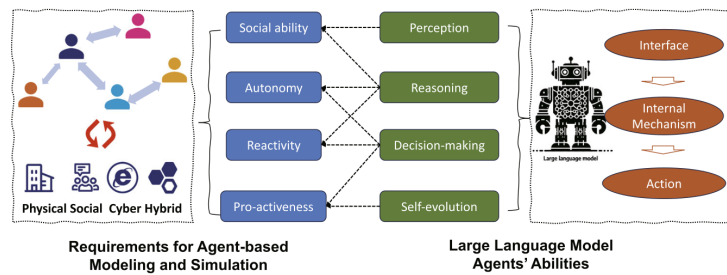 Social ability
Perception
Interface
Autonomy
Reasoning
Internal
Mechanism
Large language model
Reactivity
Decision-making
Action
Physical Social Cyber Hybrid
Pro-activeness
Self-evolution
Requirements for Agent-based
Modeling and Simulation
Large Language Model
Agents' Abilities